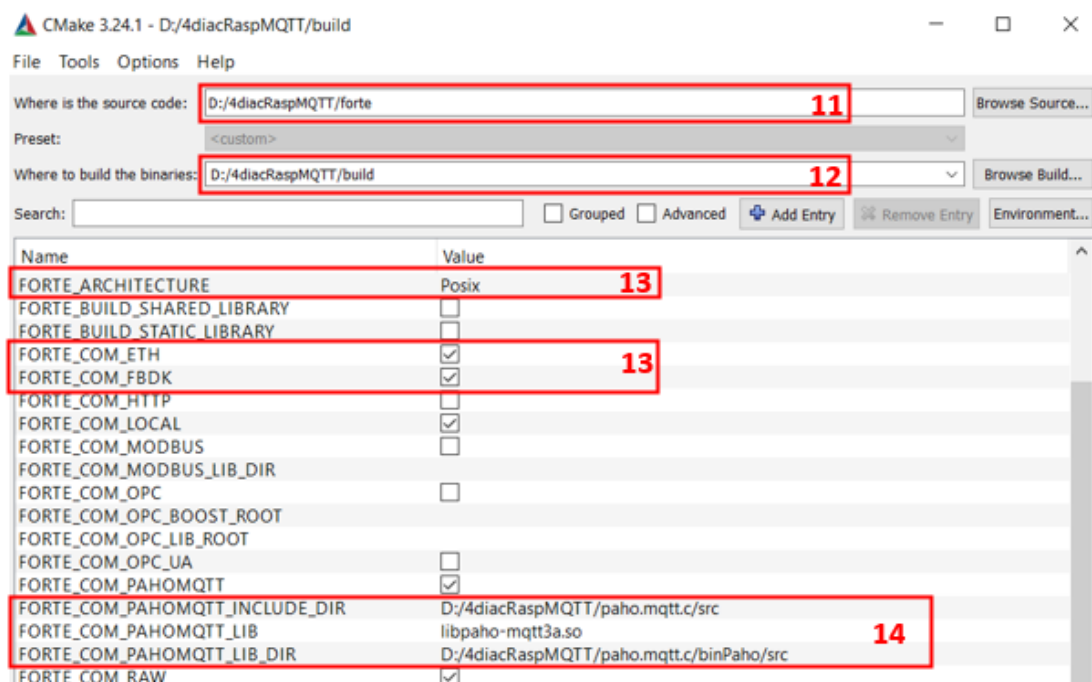 CMake 3.24.1 - D:/4diacRaspMQTT/build
File Tools Options Help
Where is the source code: D:/4diacRaspMQTT/forte 11 Browse Source...
Preset: <custom>
Where to build the binaries: D:/4diacRaspMQTT/build 12 Browse Build...
Search: Grouped Advanced Add Entry Remove Entry Environment...
Name Value
FORTE_ARCHITECTURE Posix 13
FORTE_BUILD_SHARED_LIBRARY
FORTE_BUILD_STATIC_LIBRARY
FORTE_COM_ETH
FORTE_COM_FBDK 13
FORTE_COM_HTTP
FORTE_COM_LOCAL
FORTE_COM_MODBUS
FORTE_COM_MODBUS_LIB_DIR
FORTE_COM_OPC
FORTE_COM_OPC_BOOST_ROOT
FORTE_COM_OPC_LIB_ROOT
FORTE_COM_OPC_UA
FORTE_COM_PAHOMQTT
FORTE_COM_PAHOMQTT_INCLUDE_DIR D:/4diacRaspMQTT/paho.mqtt.c/src
FORTE_COM_PAHOMQTT_LIB libpaho-mqtt3a.so 14
FORTE_COM_PAHOMQTT_LIB_DIR D:/4diacRaspMQTT/paho.mqtt.c/binPaho/src
FORTE_COM_RAW